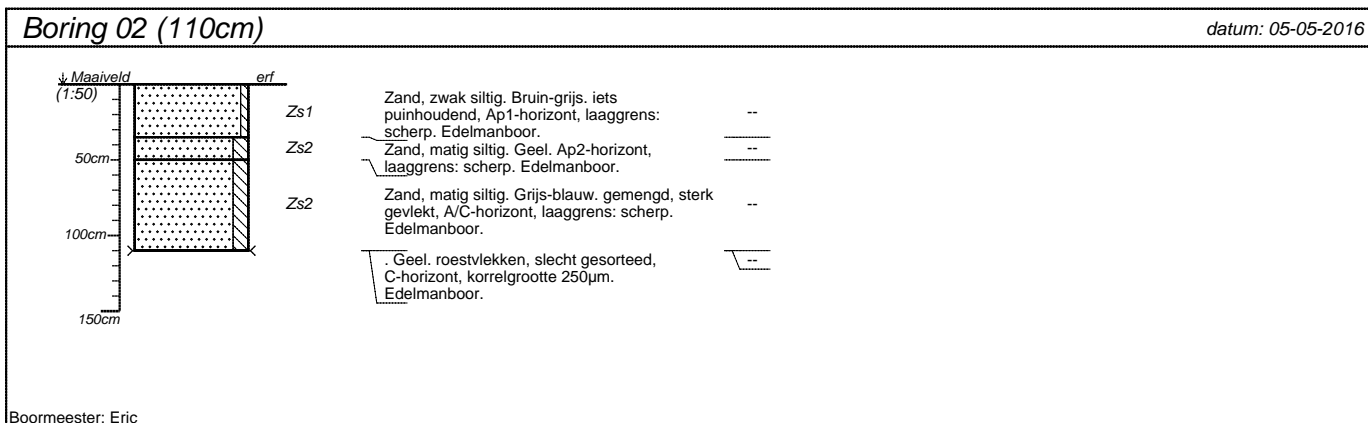 Boring 02 (110cm)
datum: 05-05-2016
Maaiveld
erf
(1:50)
Zs1
Zand, zwak siltig. Bruin-grijs. iets
puinhoudend, Ap1-horizont, laaggrens:
scherp. Edelmanboor.
--
Zs2
Zand, matig siltig. Geel. Ap2-horizont,
laaggrens: scherp. Edelmanboor.
--
50cm
Zs2
Zand, matig siltig. Grijs-blauw. gemengd, sterk
gevlekt, A/C-horizont, laaggrens: scherp.
Edelmanboor.
--
100cm
. Geel. roestvlekken, slecht gesorteed,
C-horizont, korrelgrootte 250µm.
Edelmanboor.
--
150cm
Boormeester: Eric